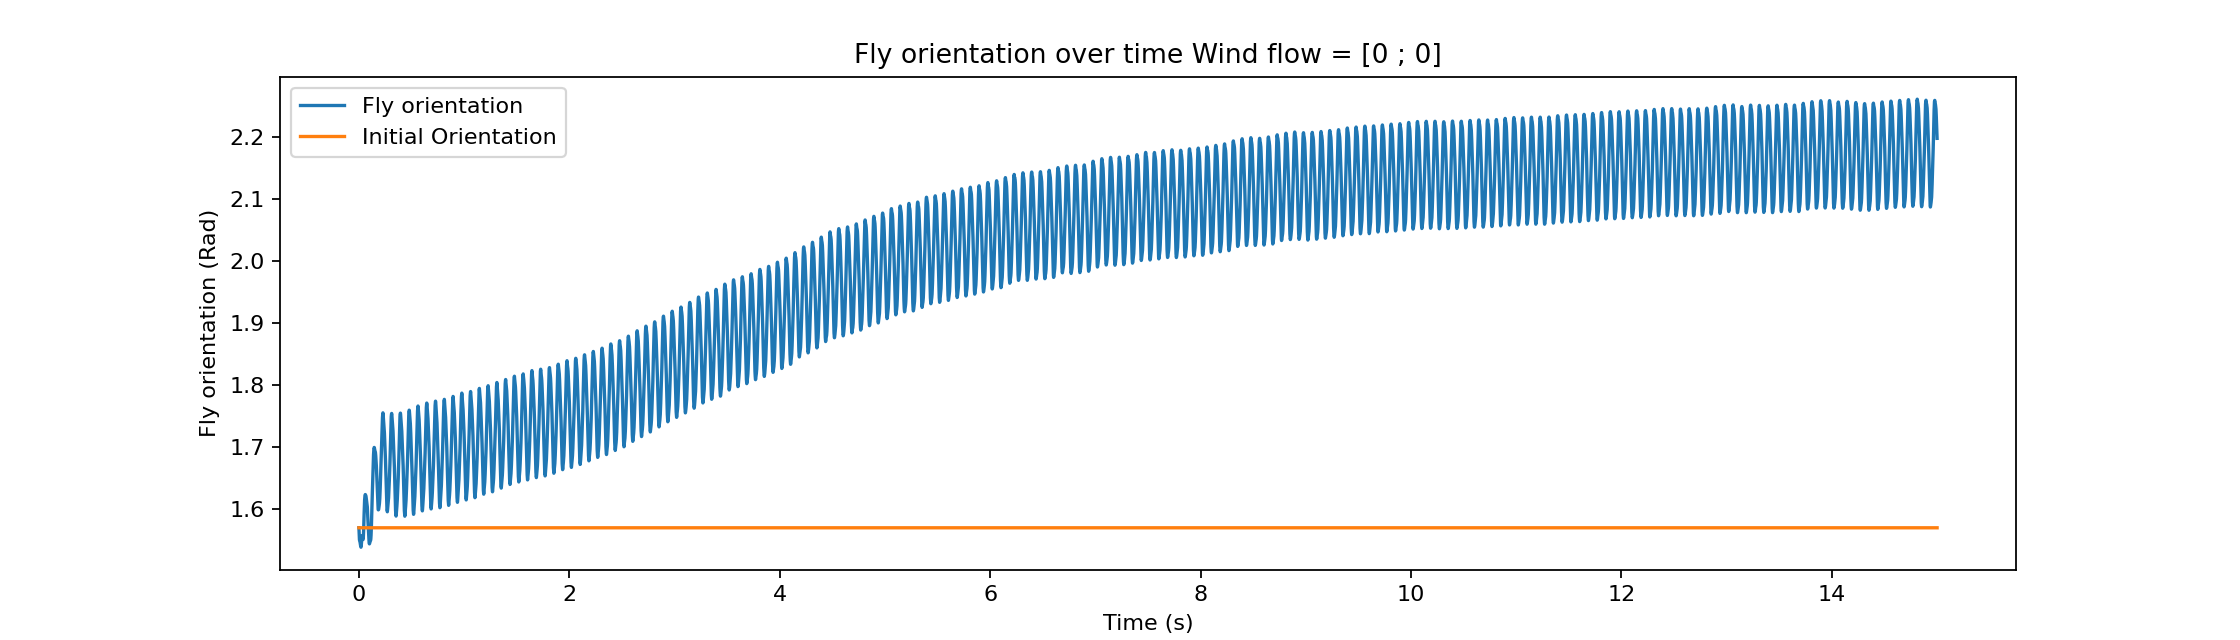 Fly orientation over time Wind flow = [0 ; 0]
Fly orientation
Initial Orientation
Fly orientation (Rad)
2.2
2.1
2.0
1.9
1.8
1.7
1.6
0 2 4 6 8 10 12 14
Time (s)